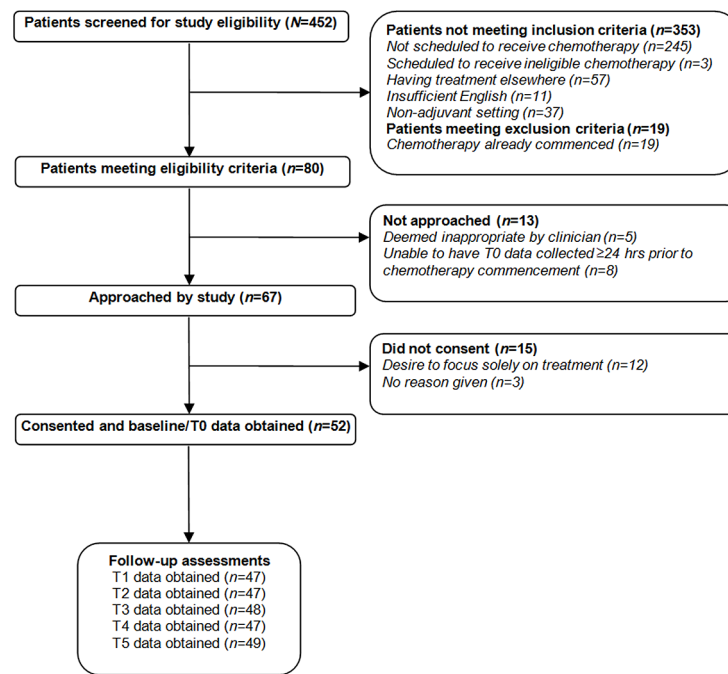 Patients screened for study eligibility (N=452)
Patients not meeting inclusion criteria (n=353)
Not scheduled to receive chemotherapy (n=245)
Scheduled to receive ineligible chemotherapy (n=3)
Having treatment elsewhere (n=57)
Insufficient English (n=11)
Non-adjuvant setting (n=37)
Patients meeting exclusion criteria (n=19)
Chemotherapy already commenced (n=19)
Patients meeting eligibility criteria (n=80)
Not approached (n=13)
Deemed inappropriate by clinician (n=5)
Unable to have T0 data collected ≥24 hrs prior to
chemotherapy commencement (n=8)
Approached by study (n=67)
Did not consent (n=15)
Desire to focus solely on treatment (n=12)
No reason given (n=3)
Consented and baseline/T0 data obtained (n=52)
Follow-up assessments
T1 data obtained (n=47)
T2 data obtained (n=47)
T3 data obtained (n=48)
T4 data obtained (n=47)
T5 data obtained (n=49)